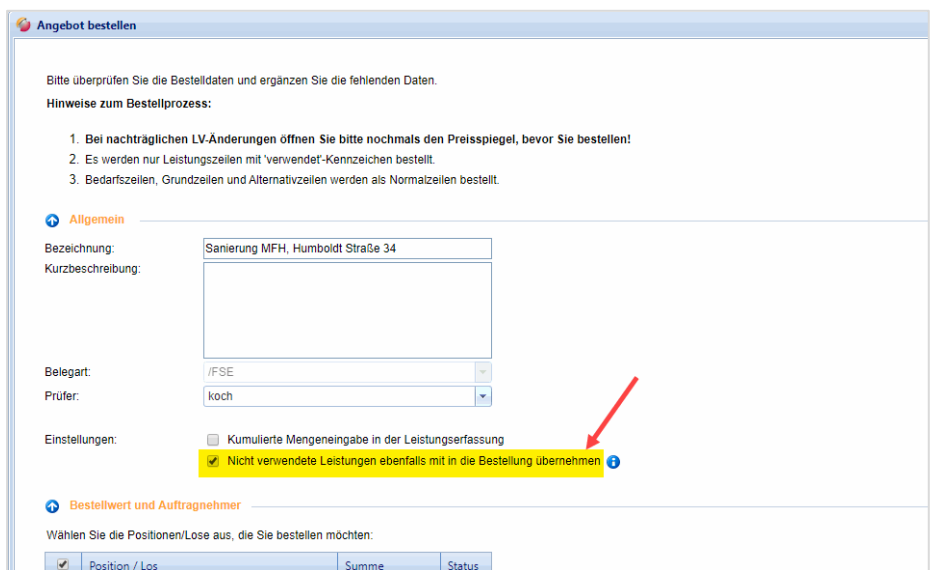 Angebot bestellen
Bitte überprüfen Sie die Bestelldaten und ergänzen Sie die fehlenden Daten.
Hinweise zum Bestellprozess:
1. Bei nachträglichen LV-Änderungen öffnen Sie bitte nochmals den Preisspiegel, bevor Sie bestellen!
2. Es werden nur Leistungszeilen mit 'verwendet'-Kennzeichen bestellt.
3. Bedarfszeilen, Grundzeilen und Alternativzeilen werden als Normalzeilen bestellt.
Allgemein
Bezeichnung: Sanierung MFH, Humboldt Straße 34
Kurzbeschreibung:
Belegart: /FSE
Prüfer: koch
Einstellungen: Kumulierte Mengeneingabe in der Leistungserfassung
Nicht verwendete Leistungen ebenfalls mit in die Bestellung übernehmen
Bestellwert und Auftragnehmer
Wählen Sie die Positionen/Lose aus, die Sie bestellen möchten:
Position / Los Summe Status